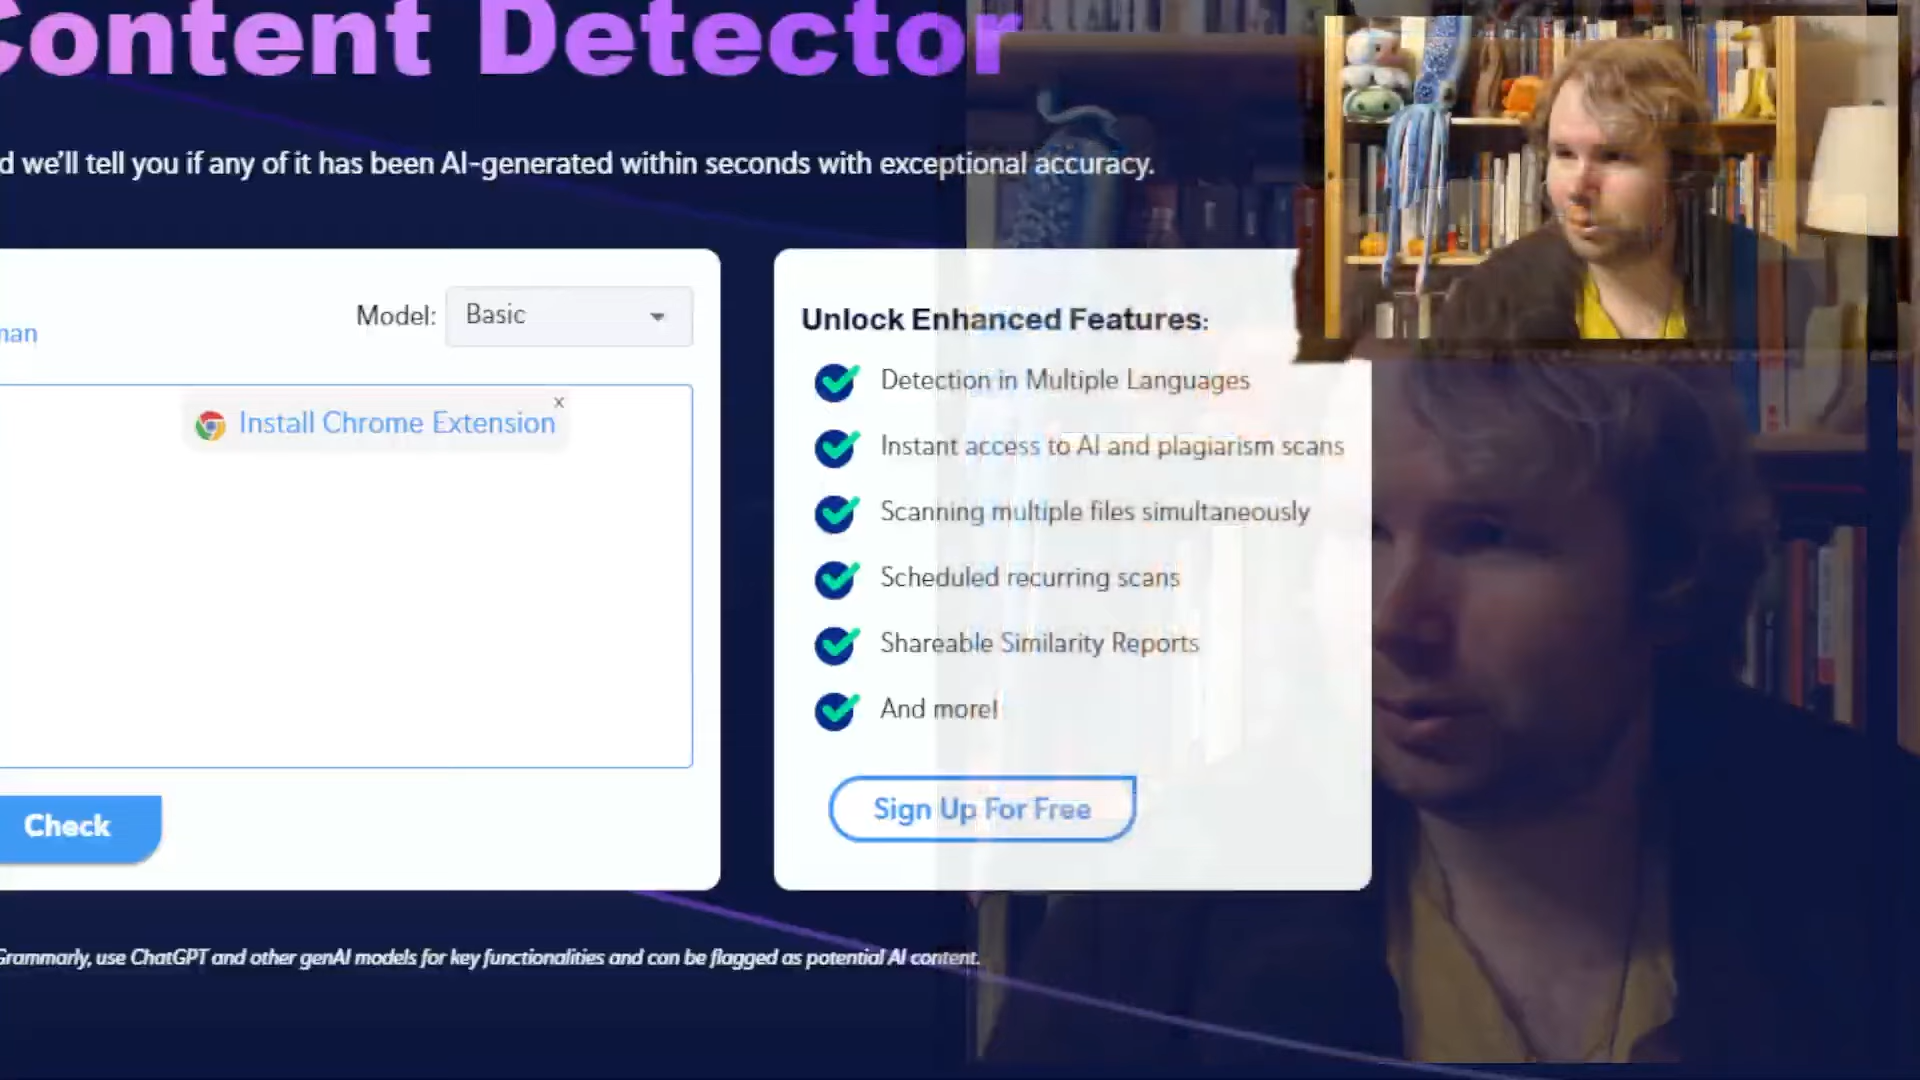 Content Detector
d we'll tell you if any of it has been AI-generated within seconds with exceptional accuracy.
man
Model: Basic
Install Chrome Extension
x
Check
Unlock Enhanced Features:
Detection in Multiple Languages
Instant access to AI and plagiarism scans
Scanning multiple files simultaneously
Scheduled recurring scans
Shareable Similarity Reports
And more!
Sign Up For Free
Grammarly, use ChatGPT and other genAI models for key functionalities and can be flagged as potential AI content.